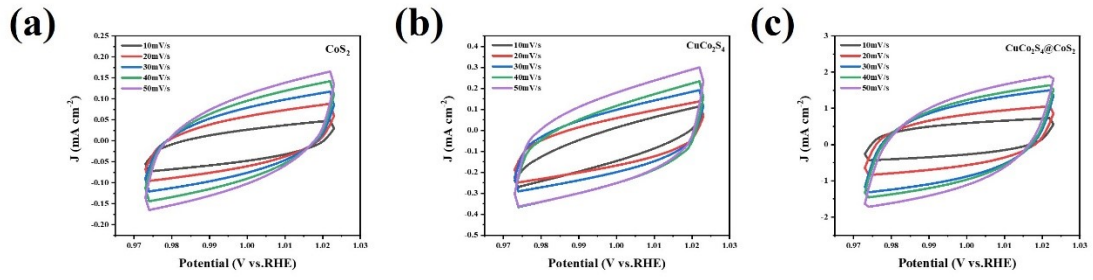 (a)
0.25
0.20
0.15
0.10
0.05
0.00
-0.05
-0.10
-0.15
-0.20
J (mA cm⁻²)
10mV/s
20mV/s
30mV/s
40mV/s
50mV/s
CoS₂
0.97 0.98 0.99 1.00 1.01 1.02 1.03
Potential (V vs.RHE)
(b)
0.5
0.4
0.3
0.2
0.1
0.0
-0.1
-0.2
-0.3
-0.4
-0.5
J (mA cm⁻²)
10mV/s
20mV/s
30mV/s
40mV/s
50mV/s
CuCo₂S₄
0.97 0.98 0.99 1.00 1.01 1.02 1.03
Potential (V vs.RHE)
(c)
3
2
1
0
-1
-2
J (mA cm⁻²)
10mV/s
20mV/s
30mV/s
40mV/s
50mV/s
CuCo₂S₄@CoS₂
0.97 0.98 0.99 1.00 1.01 1.02 1.03
Potential (V vs.RHE)